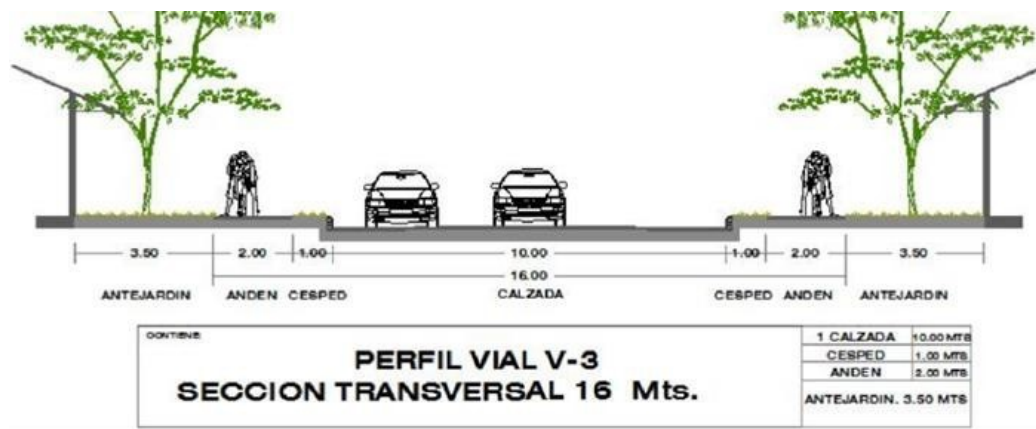 3.50 2.00 1.00 10.00 1.00 2.00 3.50
16.00
ANTEJARDIN ANDEN CESPED CALZADA CESPED ANDEN ANTEJARDIN
CONTIENE:
PERFIL VIAL V-3
SECCION TRANSVERSAL 16 Mts.
1 CALZADA 10.00 MTS
CESPED 1.00 MTS
ANDEN 2.00 MTS
ANTEJARDIN. 3.50 MTS